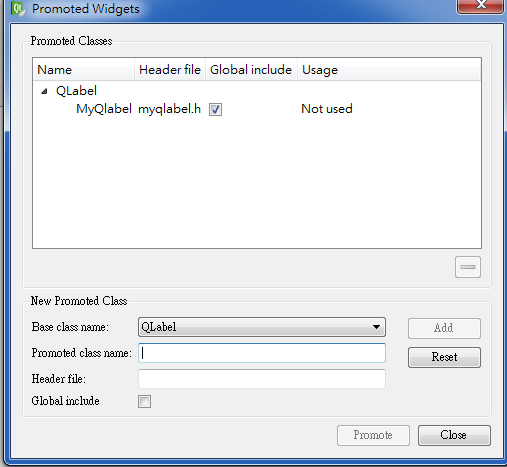 Qt Promoted Widgets
Promoted Classes
Name Header file Global include Usage
QLabel
MyQlabel myqlabel.h Not used
New Promoted Class
Base class name: QLabel Add
Promoted class name: Reset
Header file:
Global include
Promote Close